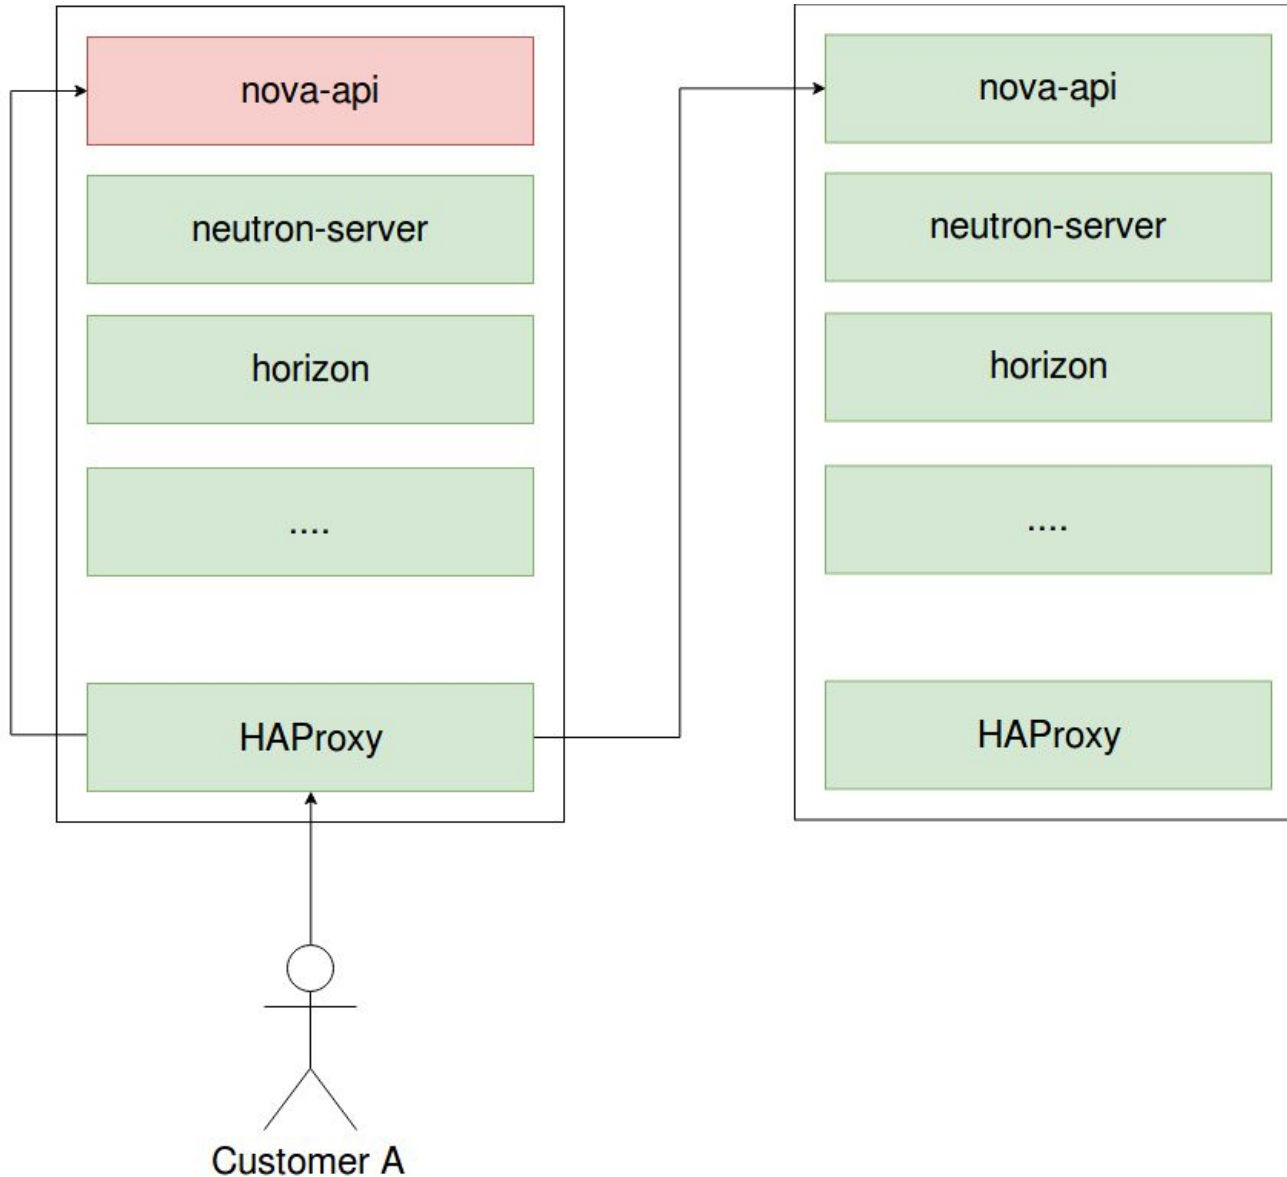 nova-api
neutron-server
horizon
....
HAProxy
nova-api
neutron-server
horizon
....
HAProxy
Customer A